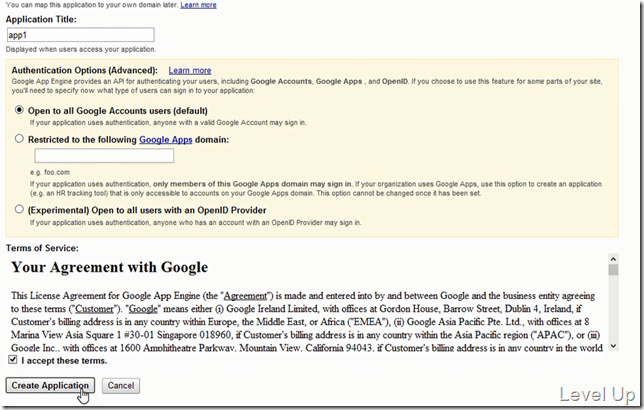 You can map this application to your own domain later. Learn more
Application Title:
app1
Displayed when users access your application.
Authentication Options (Advanced): Learn more
Google App Engine provides an API for authenticating your users, including Google Accounts, Google Apps , and OpenID. If you choose to use this feature for some parts of your site,
you'll need to specify now what type of users can sign in to your application:
Open to all Google Accounts users (default)
If your application uses authentication, anyone with a valid Google Account may sign in.
Restricted to the following Google Apps domain:
e.g. foo.com
If your application uses authentication, only members of this Google Apps domain may sign in. If your organization uses Google Apps, use this option to create an application
(e.g. an HR tracking tool) that is only accessible to accounts on your Google Apps domain. This option cannot be changed once it has been set.
(Experimental) Open to all users with an OpenID Provider
If your application uses authentication, anyone who has an account with an OpenID Provider may sign in.
Terms of Service:
Your Agreement with Google
This License Agreement for Google App Engine (the "Agreement") is made and entered into by and between Google and the business entity agreeing
to these terms ("Customer"). "Google" means either (i) Google Ireland Limited, with offices at Gordon House, Barrow Street, Dublin 4, Ireland, if
Customer's billing address is in any country within Europe, the Middle East, or Africa ("EMEA"), (ii) Google Asia Pacific Pte. Ltd., with offices at 8
Marina View Asia Square 1 #30-01 Singapore 018960, if Customer's billing address is in any country within the Asia Pacific region ("APAC"), or (iii)
Google Inc., with offices at 1600 Amphitheatre Parkway, Mountain View, California 94043, if Customer's billing address is in any country in the world
I accept these terms.
Create Application Cancel
Level Up